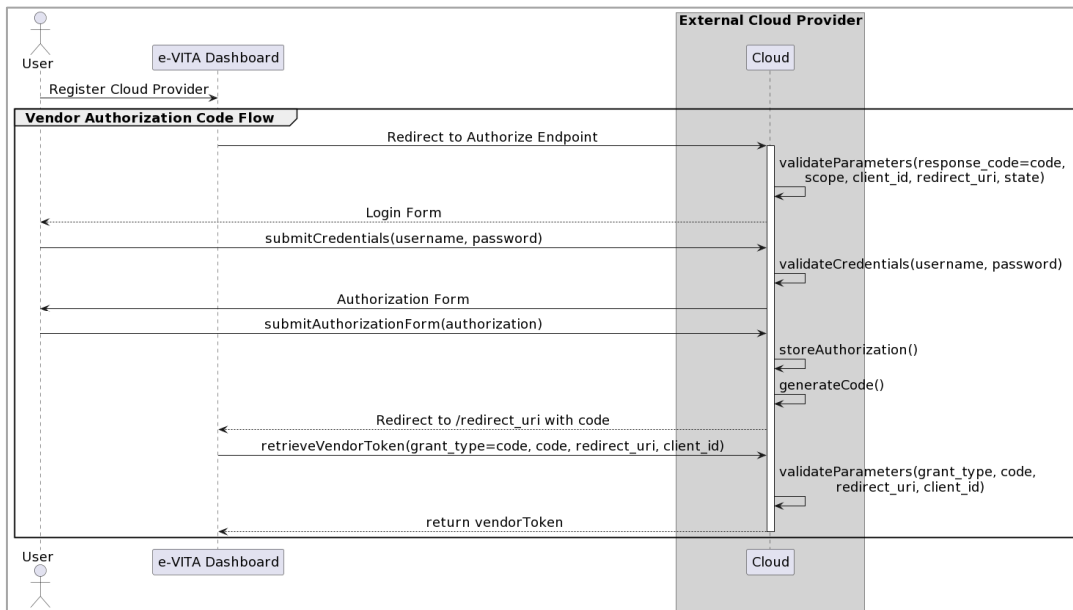 External Cloud Provider
User
e-VITA Dashboard
Cloud
Register Cloud Provider
Vendor Authorization Code Flow
Redirect to Authorize Endpoint
validateParameters(response_code=code,
scope, client_id, redirect_uri, state)
Login Form
submitCredentials(username, password)
validateCredentials(username, password)
Authorization Form
submitAuthorizationForm(authorization)
storeAuthorization()
generateCode()
Redirect to /redirect_uri with code
retrieveVendorToken(grant_type=code, code, redirect_uri, client_id)
validateParameters(grant_type, code,
redirect_uri, client_id)
return vendorToken
User
e-VITA Dashboard
Cloud